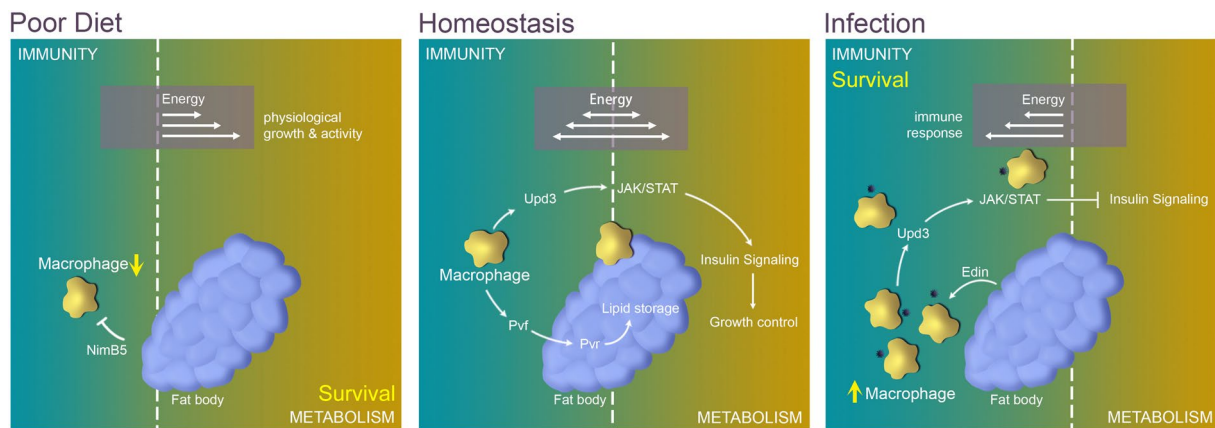 Poor Diet
IMMUNITY
Energy
physiological
growth & activity
Macrophage
NimB5
Fat body
Survival
METABOLISM
Homeostasis
IMMUNITY
Energy
Upd3
JAK/STAT
Macrophage
Insulin Signaling
Lipid storage
Pvf
Pvr
Growth control
METABOLISM
Infection
IMMUNITY
Survival
Energy
immune
response
JAK/STAT
Insulin Signaling
Upd3
Edin
Macrophage
Fat body
METABOLISM